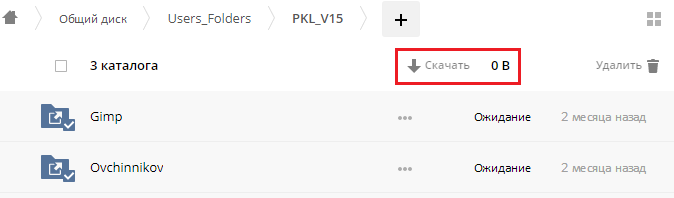 Общий диск Users_Folders PKL_V15 +
3 каталога Скачать 0 B Удалить
Gimp ••• Ожидание 2 месяца назад
Ovchinnikov ••• Ожидание 2 месяца назад